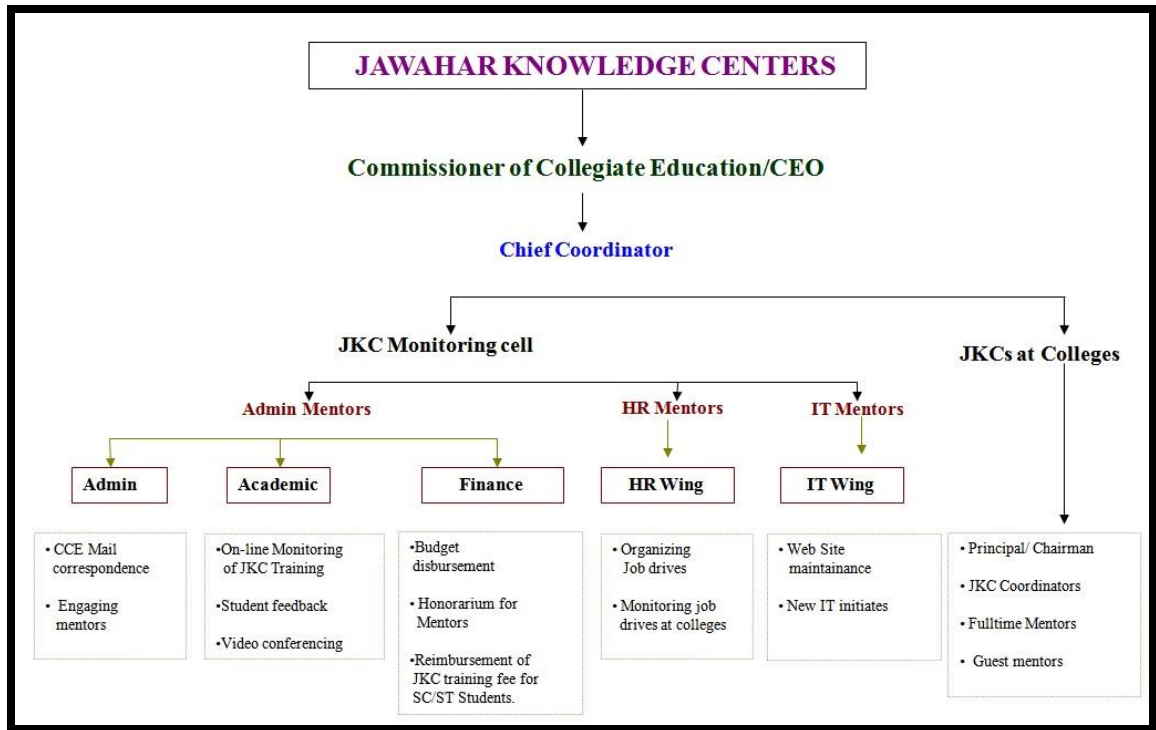 JAWAHAR KNOWLEDGE CENTERS
Commissioner of Collegiate Education/CEO
Chief Coordinator
JKC Monitoring cell
JKCs at Colleges
Admin Mentors
HR Mentors
IT Mentors
Admin
Academic
Finance
HR Wing
IT Wing
• CCE Mail
correspondence
• Engaging
mentors
•On-line Monitoring
of JKC Training
•Student feedback
•Video conferencing
•Budget
disbursement
•Honorarium for
Mentors
•Reimbursement of
JKC training fee for
SC/ST Students.
• Organizing
Job drives
• Monitoring job
drives at colleges
• Web Site
maintainance
• New IT initiates
• Principal/ Chairman
• JKC Coordinators
• Fulltime Mentors
• Guest mentors